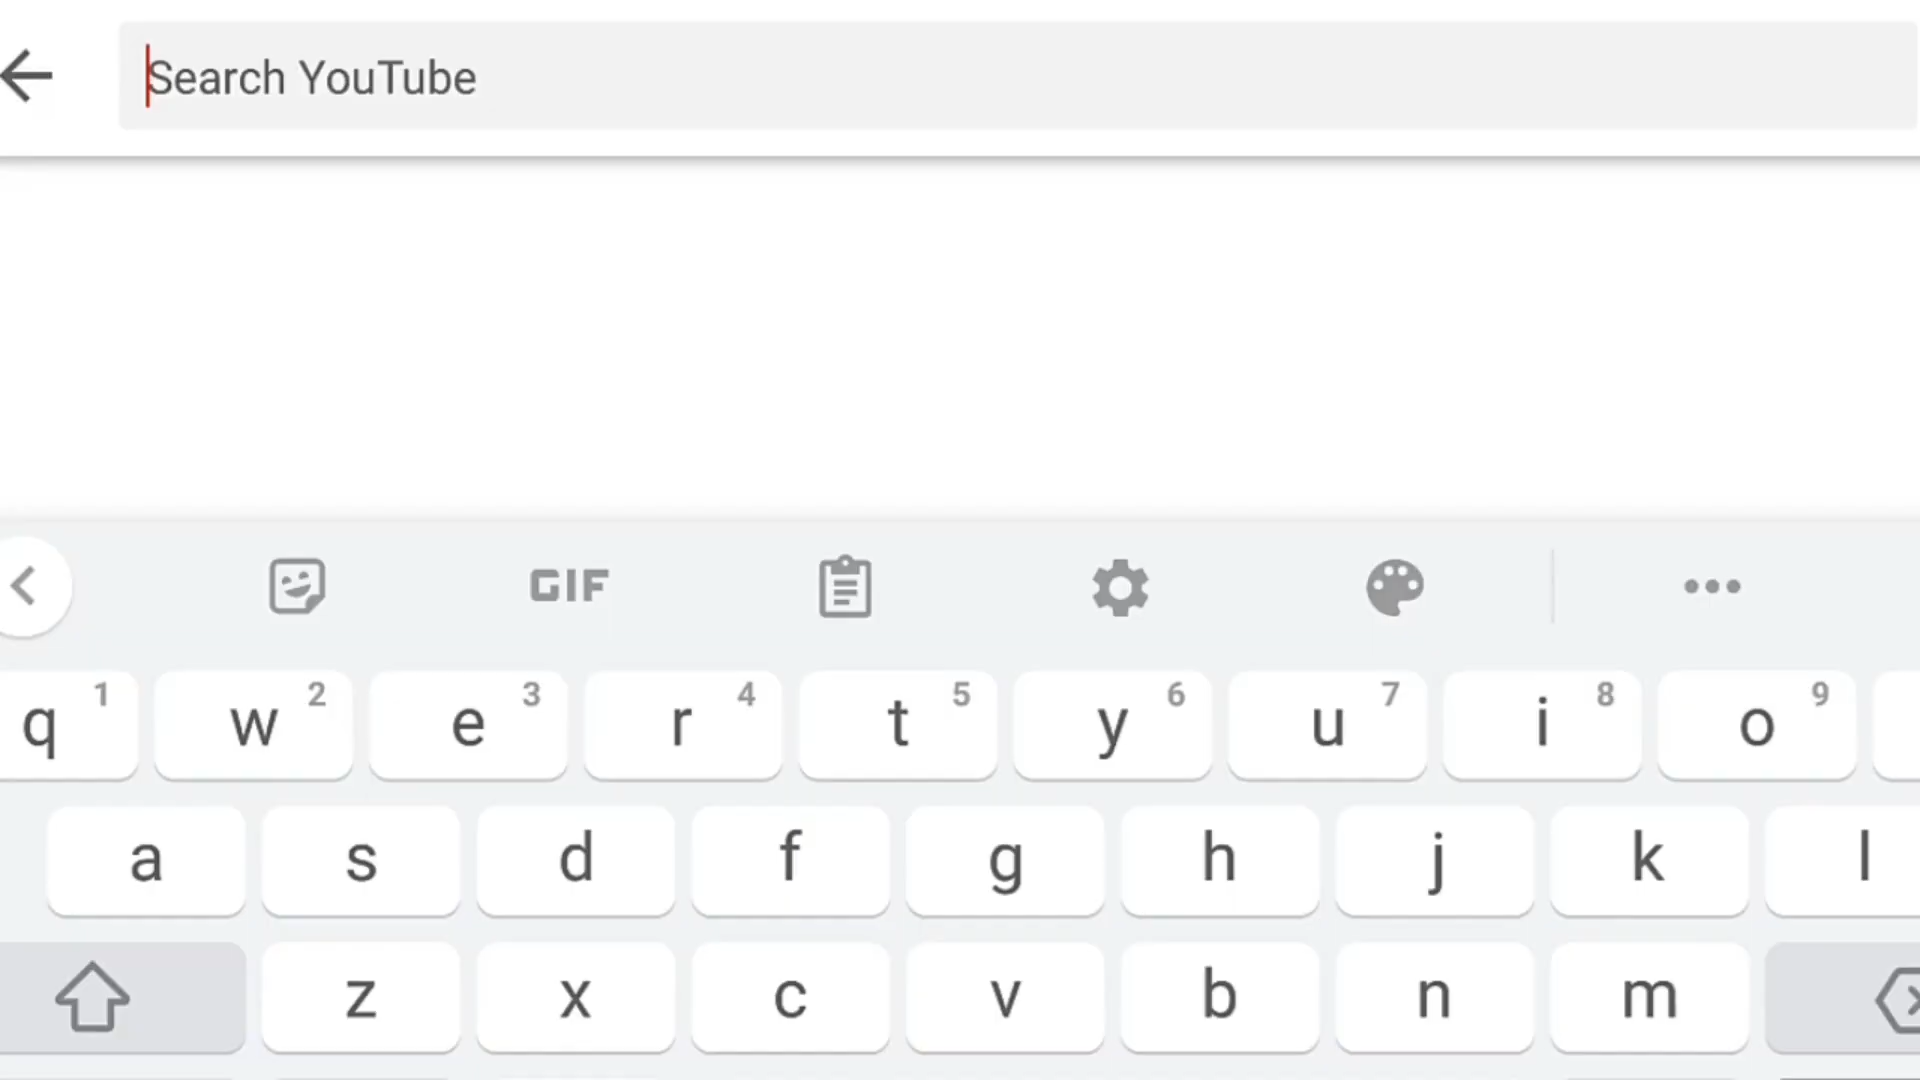 Search YouTube
GIF
q 1 w 2 e 3 r 4 t 5 y 6 u 7 i 8 o 9
a s d f g h j k l
z x c v b n m